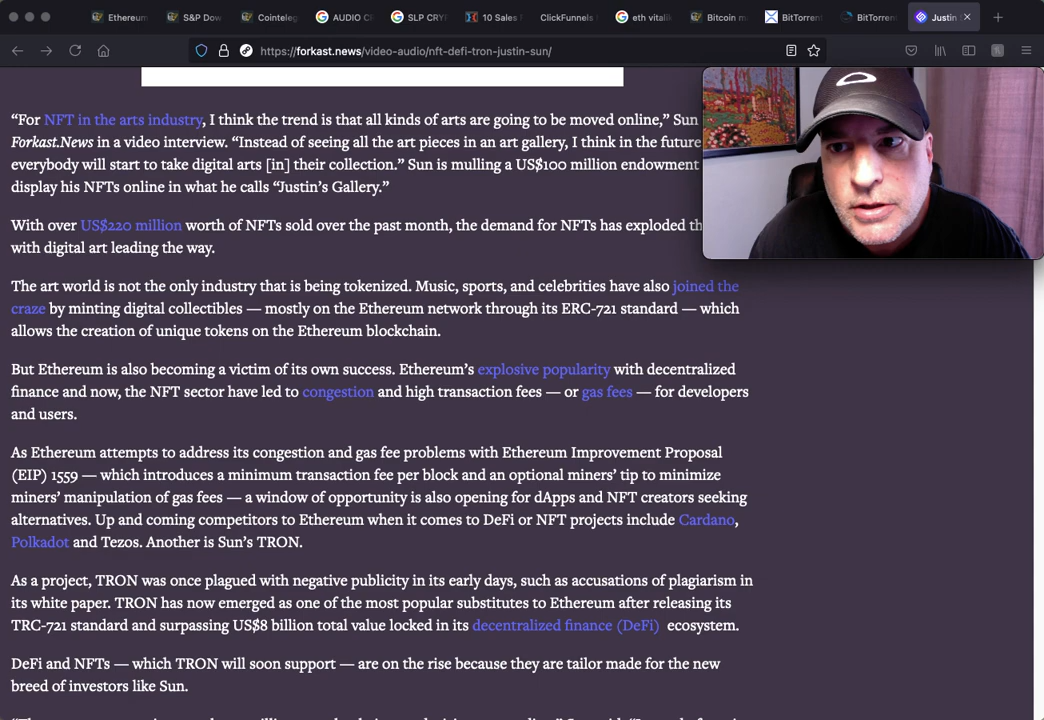 Ethereum
S&P Dow
Cointeleg
AUDIO C
SLP CRY
10 Sales
ClickFunnels
eth vitalik
Bitcoin m
BitTorren
BitTorren
Justin
https://forkast.news/video-audio/nft-defi-tron-justin-sun/
“For NFT in the arts industry, I think the trend is that all kinds of arts are going to be moved online,” Sun
Forkast.News in a video interview. “Instead of seeing all the art pieces in an art gallery, I think in the future
everybody will start to take digital arts [in] their collection.” Sun is mulling a US$100 million endowment
display his NFTs online in what he calls “Justin’s Gallery.”
With over US$220 million worth of NFTs sold over the past month, the demand for NFTs has exploded
with digital art leading the way.
The art world is not the only industry that is being tokenized. Music, sports, and celebrities have also joined the
craze by minting digital collectibles — mostly on the Ethereum network through its ERC-721 standard — which
allows the creation of unique tokens on the Ethereum blockchain.
But Ethereum is also becoming a victim of its own success. Ethereum’s explosive popularity with decentralized
finance and now, the NFT sector have led to congestion and high transaction fees — or gas fees — for developers
and users.
As Ethereum attempts to address its congestion and gas fee problems with Ethereum Improvement Proposal
(EIP) 1559 — which introduces a minimum transaction fee per block and an optional miners’ tip to minimize
miners’ manipulation of gas fees — a window of opportunity is also opening for dApps and NFT creators seeking
alternatives. Up and coming competitors to Ethereum when it comes to DeFi or NFT projects include Cardano,
Polkadot and Tezos. Another is Sun’s TRON.
As a project, TRON was once plagued with negative publicity in its early days, such as accusations of plagiarism in
its white paper. TRON has now emerged as one of the most popular substitutes to Ethereum after releasing its
TRC-721 standard and surpassing US$8 billion total value locked in its decentralized finance (DeFi) ecosystem.
DeFi and NFTs — which TRON will soon support — are on the rise because they are tailor made for the new
breed of investors like Sun.